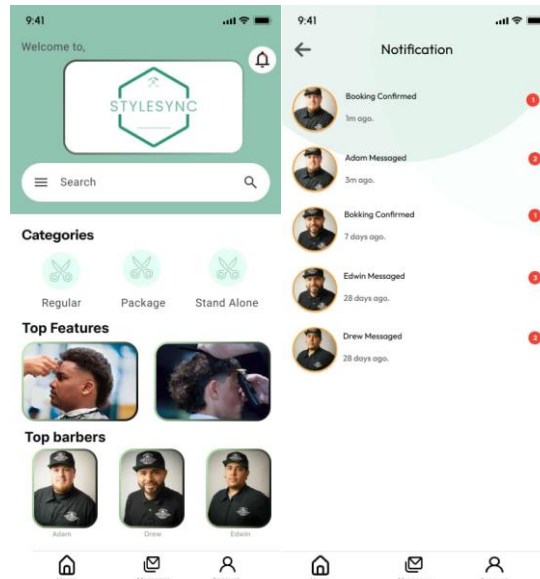 9:41
Welcome to,
STYLESYNC
Search
Categories
Regular
Package
Stand Alone
Top Features
Top barbers
Adam
Drew
Edwin
9:41
Notification
Booking Confirmed
1
1m ago.
Adam Messaged
2
3m ago.
Bokking Confirmed
1
7 days ago.
Edwin Messaged
3
28 days ago.
Drew Messaged
2
28 days ago.